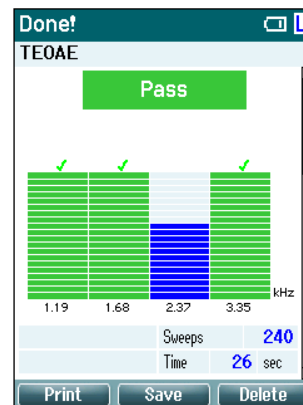 Done! L
TEOAE
Pass
kHz
1.19 1.68 2.37 3.35
Sweeps 240
Time 26 sec
Print Save Delete